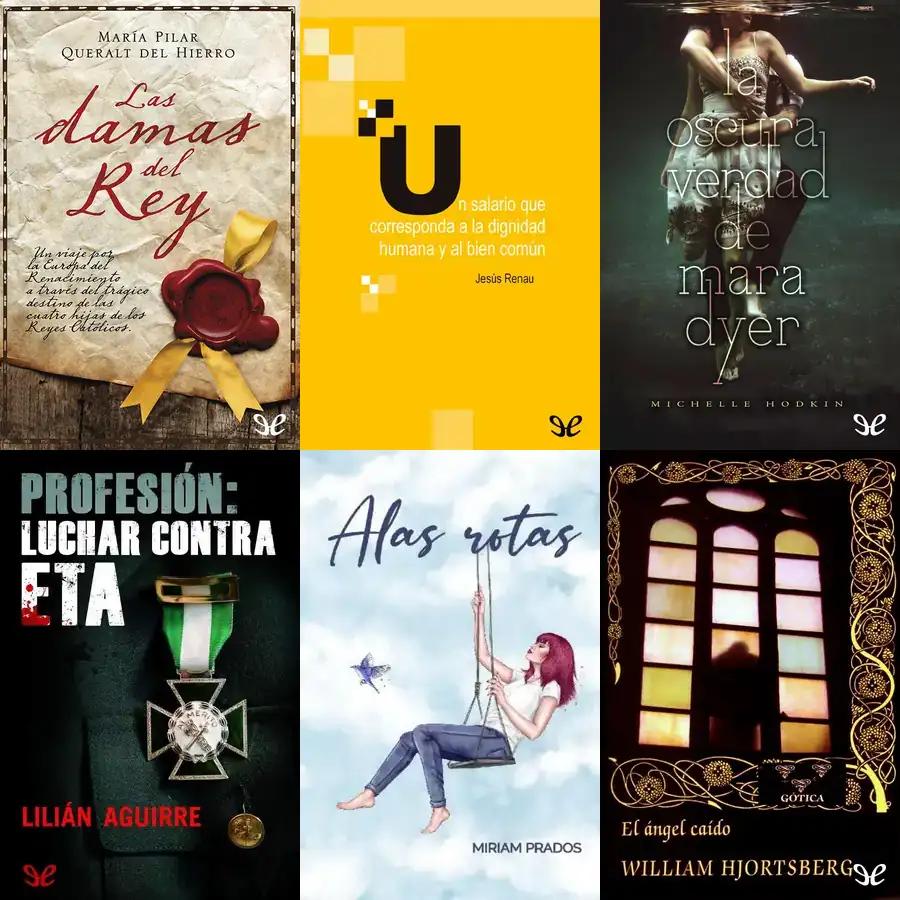 MARÍA PILAR
QUERALT DEL HIERRO
Las
damas
del
Rey
Un viaje por
la Europa del
Renacimiento
a través del trágico
destino de las
cuatro hijas de los
Reyes Católicos.
Un salario que
corresponda a la dignidad
humana y al bien común
Jesús Renau
la
oscura
verdad
de
mara
dyer
MICHELLE HODKIN
PROFESIÓN:
LUCHAR CONTRA
ETA
LILIÁN AGUIRRE
Alas rotas
MIRIAM PRADOS
GÓTICA
El ángel caído
WILLIAM HJORTSBERG